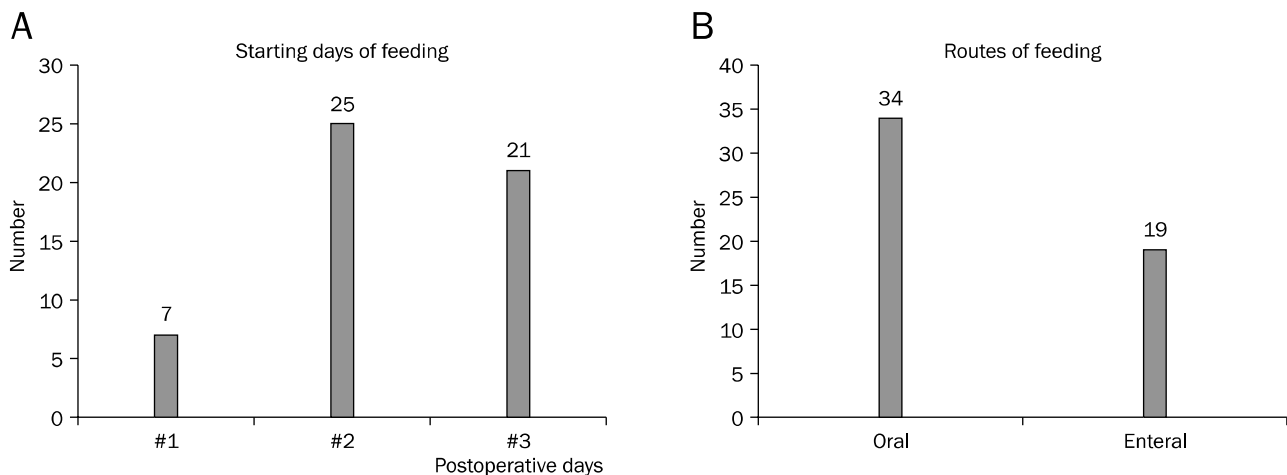 A
Starting days of feeding
Number
30
25
20
15
10
5
0
7
25
21
#1 #2 #3
Postoperative days
B
Routes of feeding
Number
40
35
30
25
20
15
10
5
0
34
19
Oral Enteral